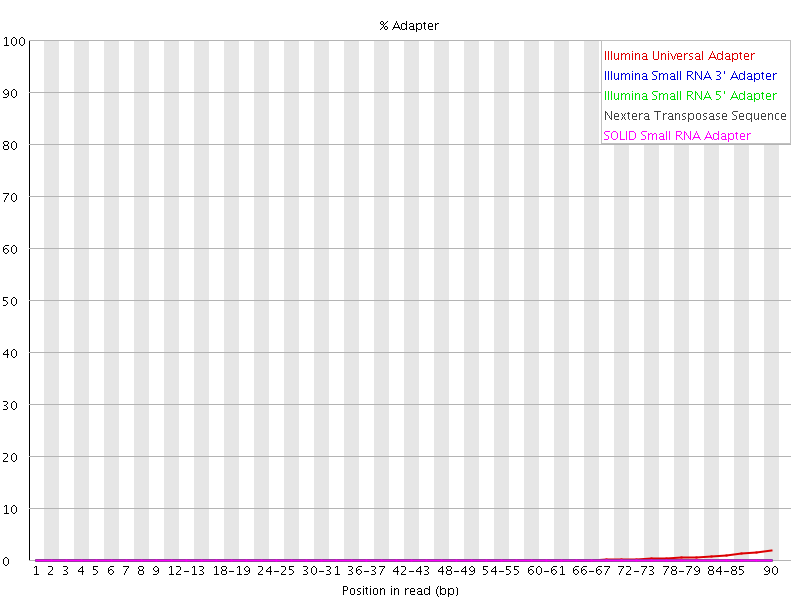 % Adapter
100
90
80
70
60
50
40
30
20
10
0
Illumina Universal Adapter
Illumina Small RNA 3' Adapter
Illumina Small RNA 5' Adapter
Nextera Transposase Sequence
SOLID Small RNA Adapter
1 2 3 4 5 6 7 8 9 12-13 18-19 24-25 30-31 36-37 42-43 48-49 54-55 60-61 66-67 72-73 78-79 84-85 90
Position in read (bp)